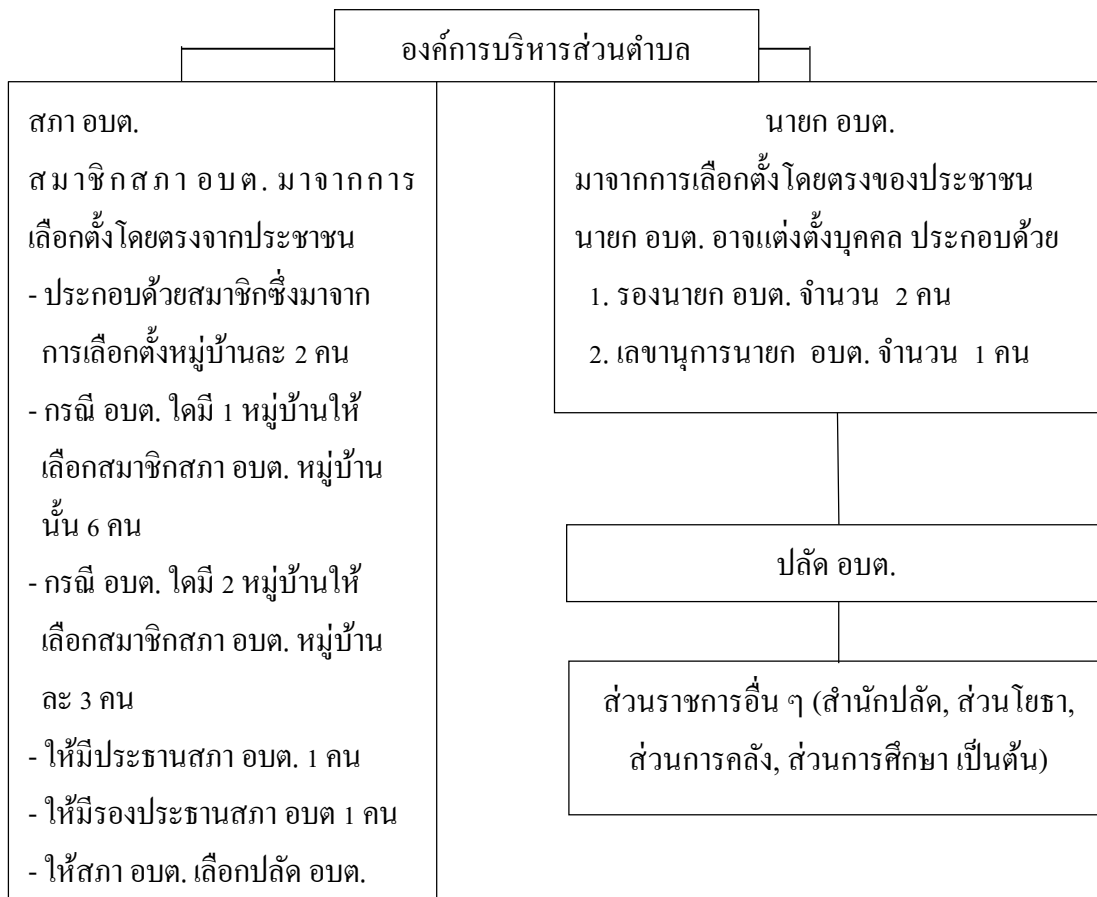 องค์การบริหารส่วนตำบล
สภา อบต.
สมาชิกสภา อบต. มาจากการ
เลือกตั้งโดยตรงจากประชาชน
- ประกอบด้วยสมาชิกซึ่งมาจาก
การเลือกตั้งหมู่บ้านละ 2 คน
- กรณี อบต. ใดมี 1 หมู่บ้านให้
เลือกสมาชิกสภา อบต. หมู่บ้าน
นั้น 6 คน
- กรณี อบต. ใดมี 2 หมู่บ้านให้
เลือกสมาชิกสภา อบต. หมู่บ้าน
ละ 3 คน
- ให้มีประธานสภา อบต. 1 คน
- ให้มีรองประธานสภา อบต 1 คน
- ให้สภา อบต. เลือกปลัด อบต.
นายก อบต.
มาจากการเลือกตั้งโดยตรงของประชาชน
นายก อบต. อาจแต่งตั้งบุคคล ประกอบด้วย
1. รองนายก อบต. จำนวน 2 คน
2. เลขานุการนายก อบต. จำนวน 1 คน
ปลัด อบต.
ส่วนราชการอื่น ๆ (สำนักปลัด, ส่วนโยธา,
ส่วนการคลัง, ส่วนการศึกษา เป็นต้น)